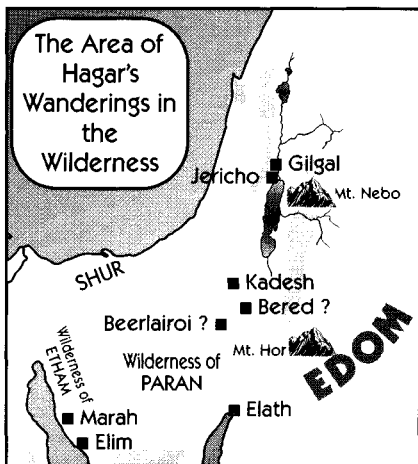 The Area of
Hagar's
Wanderings in
the
Wilderness
Gilgal
Jericho
Mt. Nebo
SHUR
Kadesh
Bered ?
Beerlairoi ?
Mt. Hor
EDOM
Wilderness of
ETHAM
Wilderness of
PARAN
Marah
Elath
Elim